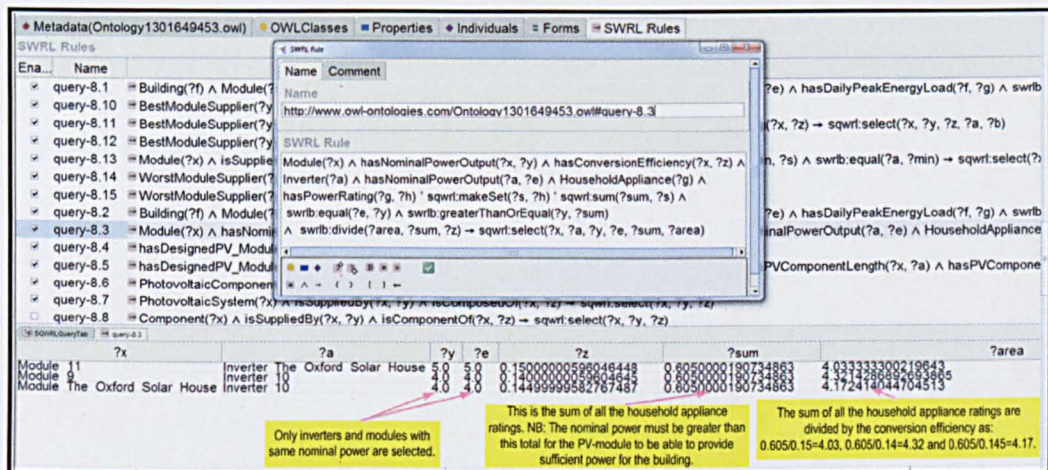 Metadata(Ontology1301649453.owl) OWLClasses Properties Individuals Forms SWRL Rules
SWRL Rules
Ena... Name
query-8.1 Building(?f) ∧ Module(? ?e) ∧ hasDailyPeakEnergyLoad(?f, ?g) ∧ swrlb
query-8.10 BestModuleSupplier(?y
query-8.11 BestModuleSupplier(?y (?x, ?z) → sqwrl:select(?x, ?y, ?z, ?a, ?b)
query-8.12 BestModuleSupplier(?y
query-8.13 Module(?x) ∧ isSupplie n, ?s) ∧ swrlb:equal(?a, ?min) → sqwrl:select(?x
query-8.14 WorstModuleSupplier(?
query-8.15 WorstModuleSupplier(?
query-8.2 Building(?f) ∧ Module(? ?e) ∧ hasDailyPeakEnergyLoad(?f, ?g) ∧ swrlb
query-8.3 Module(?x) ∧ hasNomi inalPowerOutput(?a, ?e) ∧ HouseholdAppliance
query-8.4 hasDesignedPV_Modul
query-8.5 hasDesignedPV_Modul PVComponentLength(?x, ?a) ∧ hasPVCompone
query-8.6 PhotovoltaicComponen
query-8.7 PhotovoltaicSystem(?x) ∧ isSuppliedBy(?x, ?y) ∧ isComposedOf(?x, ?z) → sqwrl:select(?x, ?y, ?z)
query-8.8 Component(?x) ∧ isSuppliedBy(?x, ?y) ∧ isComponentOf(?x, ?z) → sqwrl:select(?x, ?y, ?z)
SWRL Rule
Name Comment
Name
http://www.owl-ontologies.com/Ontology1301649453.owl#query-8.3
SWRL Rule
Module(?x) ∧ hasNominalPowerOutput(?x, ?y) ∧ hasConversionEfficiency(?x, ?z) ∧
Inverter(?a) ∧ hasNominalPowerOutput(?a, ?e) ∧ HouseholdAppliance(?g) ∧
hasPowerRating(?g, ?h) ˚ sqwrl:makeSet(?s, ?h) ˚ sqwrl:sum(?sum, ?s) ∧
swrlb:equal(?e, ?y) ∧ swrlb:greaterThanOrEqual(?y, ?sum)
∧ swrlb:divide(?area, ?sum, ?z) → sqwrl:select(?x, ?a, ?y, ?e, ?sum, ?area)
SQWRLQueryTab query-8.3
?x ?a ?y ?e ?z ?sum ?area
Module 11 Inverter The Oxford Solar House 5.0 5.0 0.15000000596046448 0.6050000190734863 4.033333300219643
Module 9 Inverter 10 4.0 4.0 0.6050000190734863
Module The Oxford Solar House Inverter 10 4.0 4.0 0.14499999582767487 0.6050000190734863 4.172414044704513
Only inverters and modules with
same nominal power are selected.
This is the sum of all the household appliance
ratings. NB: The nominal power must be greater than
this total for the PV-module to be able to provide
sufficient power for the building.
The sum of all the household appliance ratings are
divided by the conversion efficiency as:
0.605/0.15=4.03, 0.605/0.14=4.32 and 0.605/0.145=4.17.